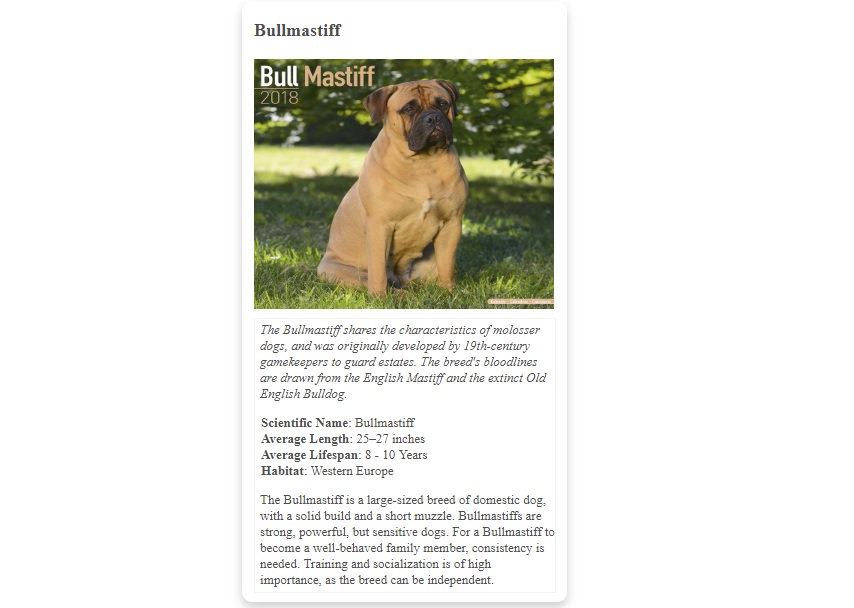 Bullmastiff
Bull Mastiff
2018
The Bullmastiff shares the characteristics of molosser
dogs, and was originally developed by 19th-century
gamekeepers to guard estates. The breed's bloodlines
are drawn from the English Mastiff and the extinct Old
English Bulldog.
Scientific Name: Bullmastiff
Average Length: 25–27 inches
Average Lifespan: 8 - 10 Years
Habitat: Western Europe
The Bullmastiff is a large-sized breed of domestic dog,
with a solid build and a short muzzle. Bullmastiffs are
strong, powerful, but sensitive dogs. For a Bullmastiff to
become a well-behaved family member, consistency is
needed. Training and socialization is of high
importance, as the breed can be independent.